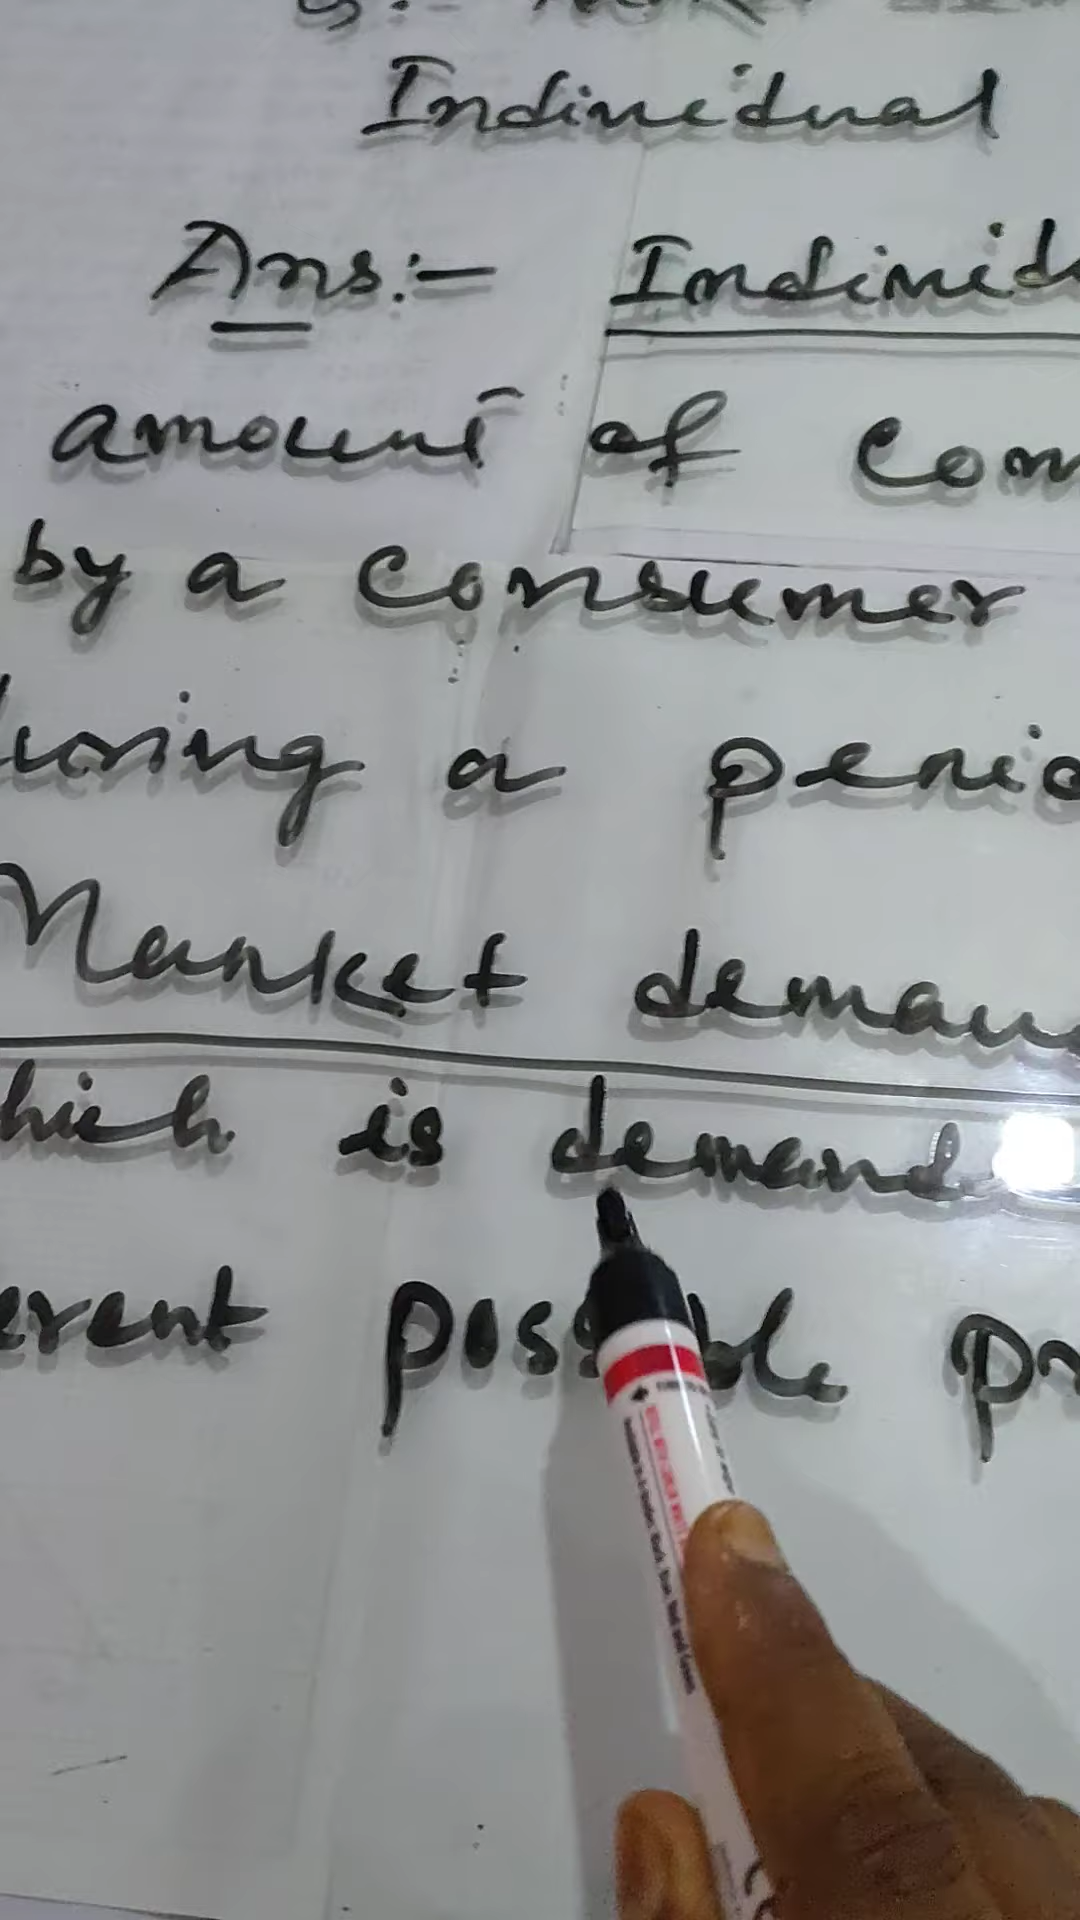 Individual
Ans:- Individ
amount of com
by a consumer
during a perio
Market deman
which is demand
erent possible pr